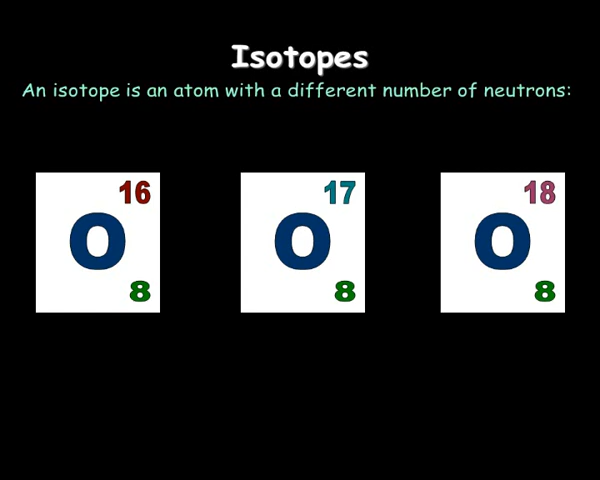 Isotopes
An isotope is an atom with a different number of neutrons:
16
O
8
17
O
8
18
O
8